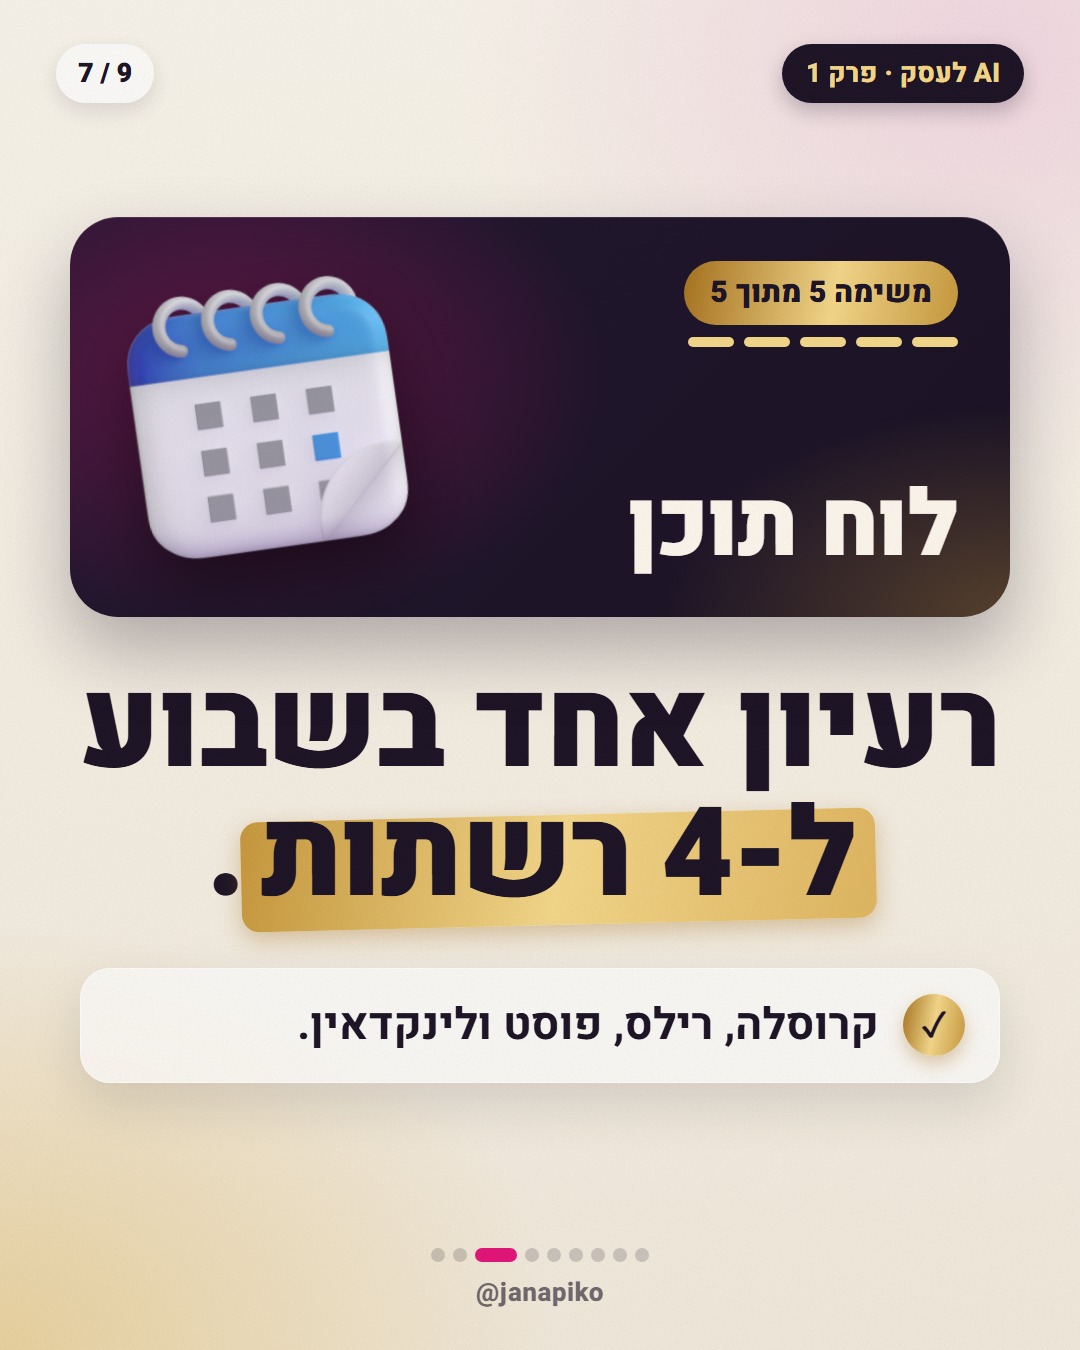 AI לעסק · פרק 1
7 / 9
משימה 5 מתוך 5
לוח תוכן
רעיון אחד בשבוע
ל-4 רשתות.
קרוסלה, רילס, פוסט ולינקדאין.
@janapiko